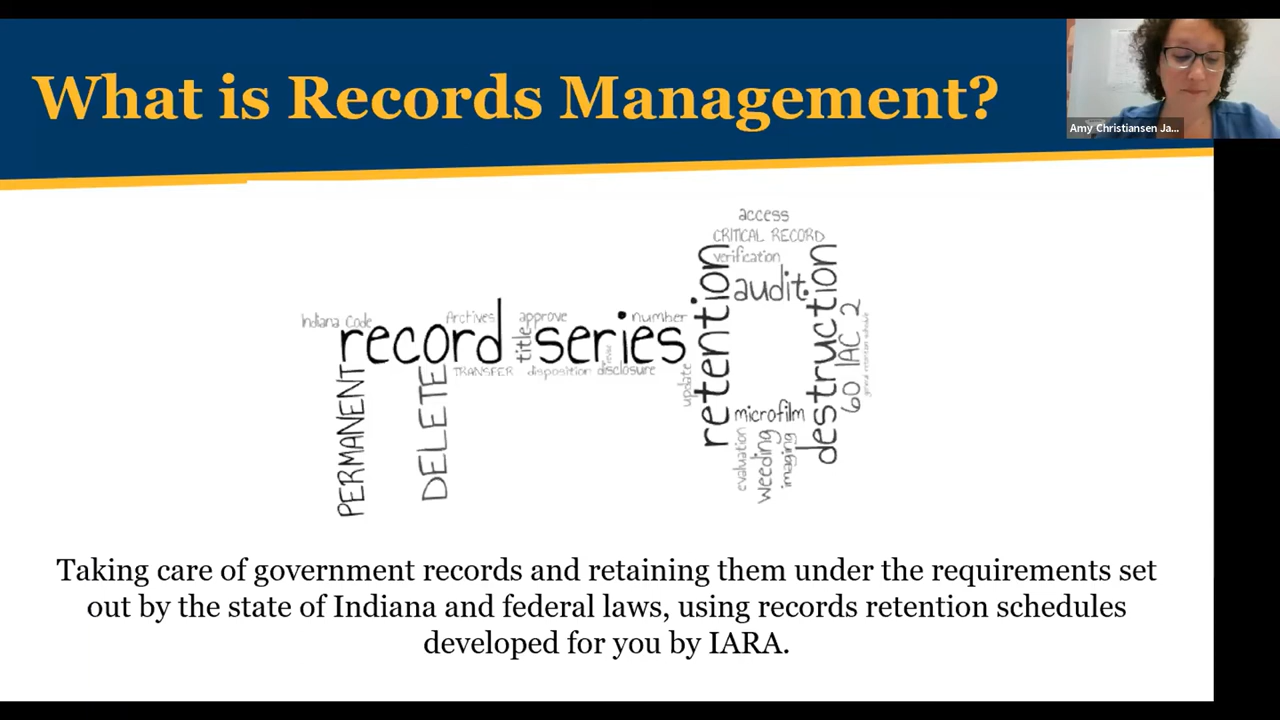 What is Records Management?
Amy Christiansen Ja...
access
CRITICAL RECORD
verification
audit
retention
destruction
60 IAC 2
Indiana Code
Archives
approve
number
record
title
series
TRANSFER
disposition
disclosure
update
PERMANENT
DELETE
microfilm
evaluation
weeding
imaging
Taking care of government records and retaining them under the requirements set
out by the state of Indiana and federal laws, using records retention schedules
developed for you by IARA.